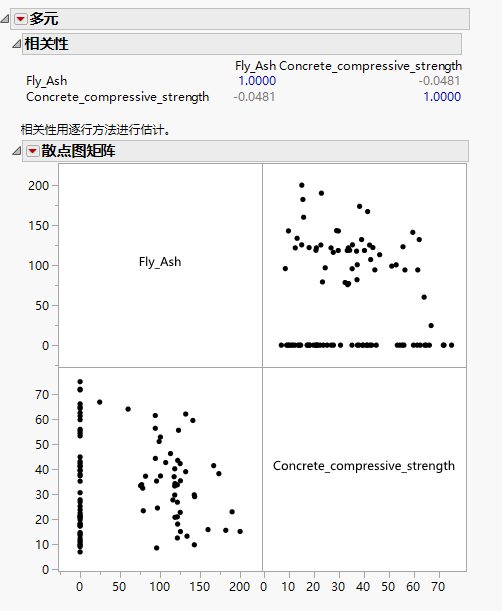 多元
相关性
Fly_Ash Concrete_compressive_strength
Fly_Ash 1.0000 -0.0481
Concrete_compressive_strength -0.0481 1.0000
相关性用逐行方法进行估计。
散点图矩阵
200
150
100
50
0
Fly_Ash
70
60
50
40
30
20
10
0
Concrete_compressive_strength
0 50 100 150 200 0 10 20 30 40 50 60 70